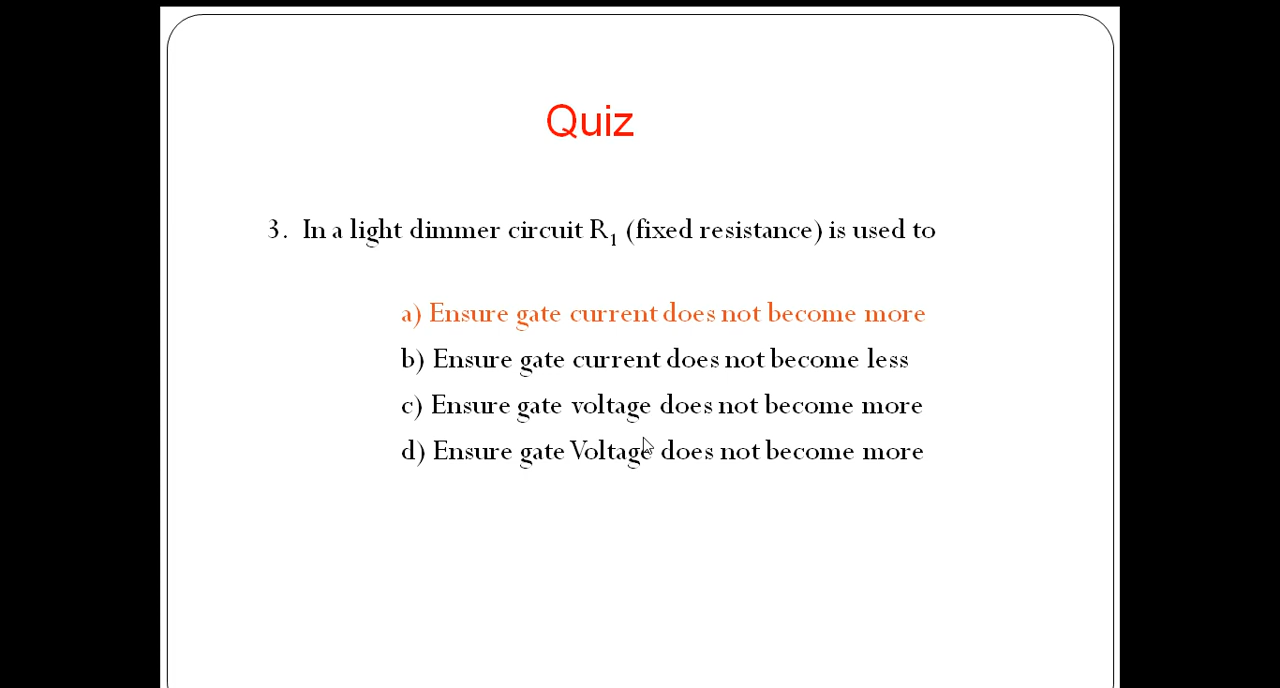 Quiz
3. In a light dimmer circuit R1 (fixed resistance) is used to
a) Ensure gate current does not become more
b) Ensure gate current does not become less
c) Ensure gate voltage does not become more
d) Ensure gate Voltage does not become more